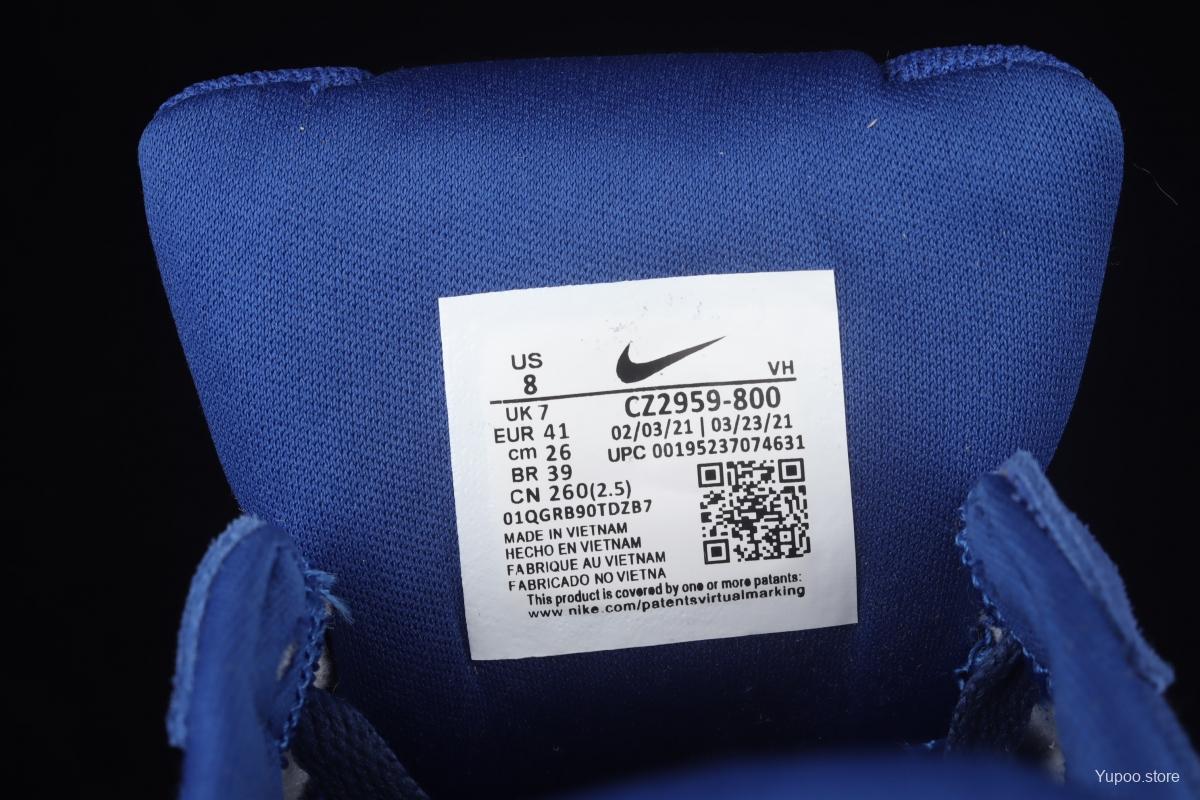 US
8
VH
UK 7
EUR 41
cm 26
BR 39
CN 260(2.5)
CZ2959-800
02/03/21 | 03/23/21
UPC 00195237074631
01QGRB90TDZB7
MADE IN VIETNAM
HECHO EN VIETNAM
FABRIQUE AU VIETNAM
FABRICADO NO VIETNA
This product is covered by one or more patants:
www nike.com/patentsvirtualmarking
Yupoo.store